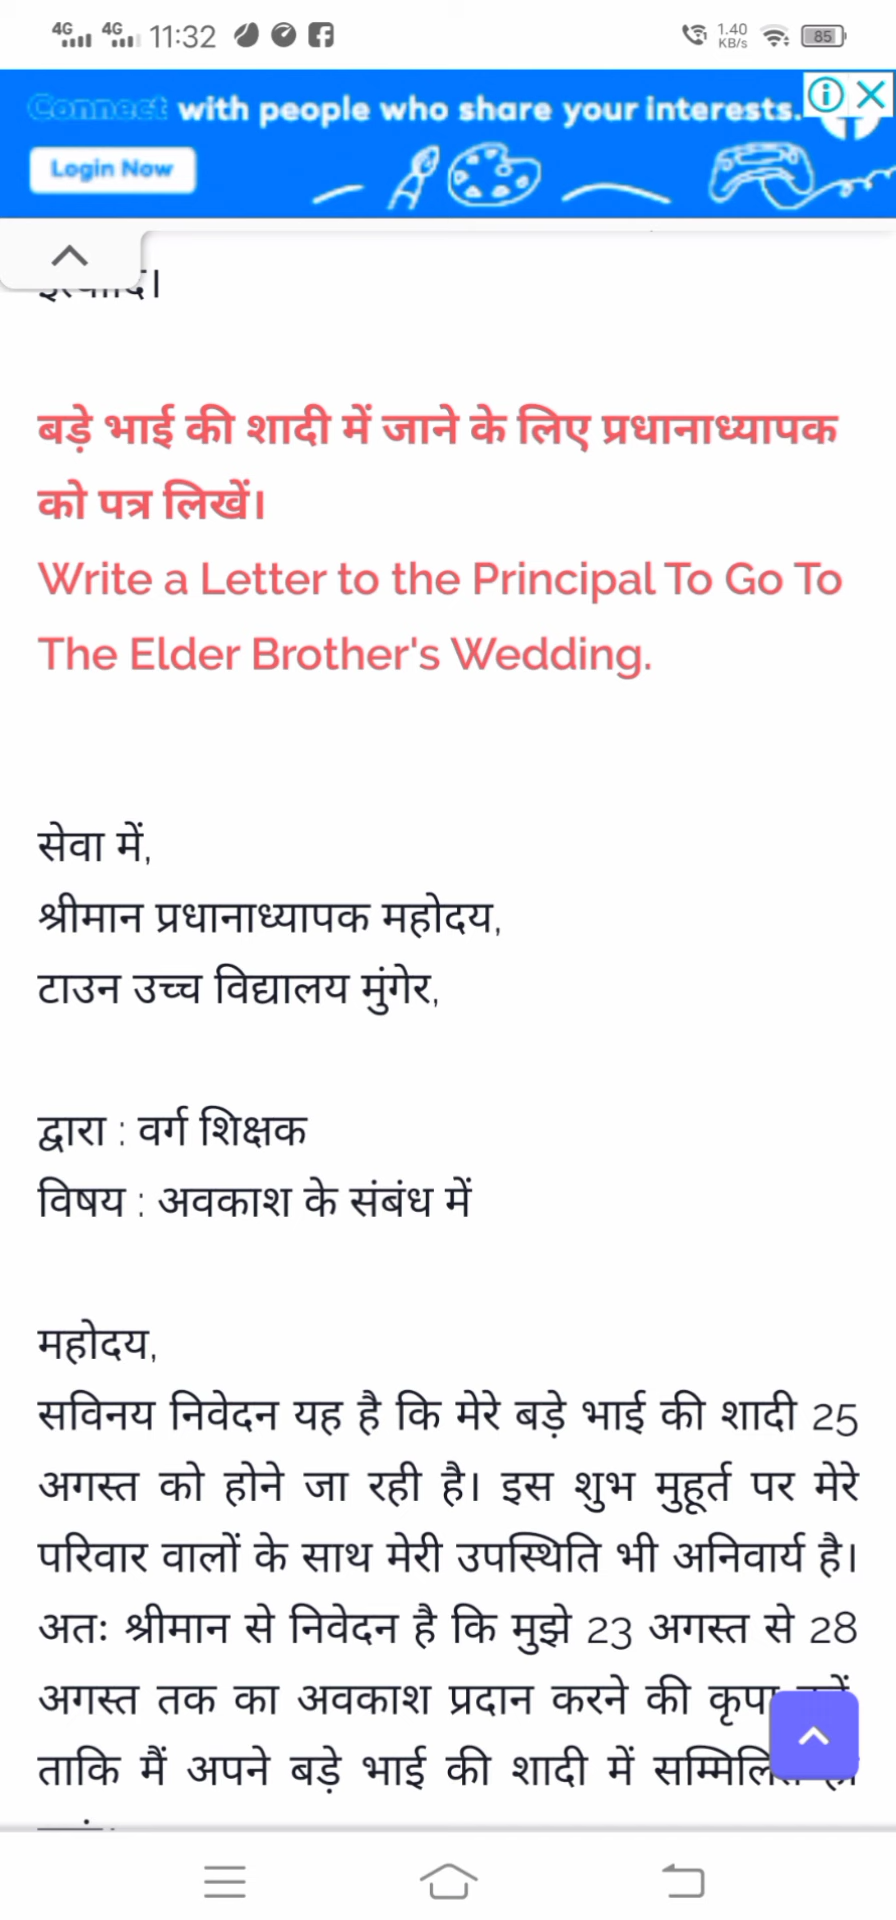 4G 4G 11:32 1.40 KB/s 85
Connect with people who share your interests.
Login Now
बड़े भाई की शादी में जाने के लिए प्रधानाध्यापक
को पत्र लिखें।
Write a Letter to the Principal To Go To
The Elder Brother's Wedding.
सेवा में,
श्रीमान प्रधानाध्यापक महोदय,
टाउन उच्च विद्यालय मुंगेर,
द्वारा : वर्ग शिक्षक
विषय : अवकाश के संबंध में
महोदय,
सविनय निवेदन यह है कि मेरे बड़े भाई की शादी 25
अगस्त को होने जा रही है। इस शुभ मुहूर्त पर मेरे
परिवार वालों के साथ मेरी उपस्थिति भी अनिवार्य है।
अतः श्रीमान से निवेदन है कि मुझे 23 अगस्त से 28
अगस्त तक का अवकाश प्रदान करने की कृपा
ताकि मैं अपने बड़े भाई की शादी में